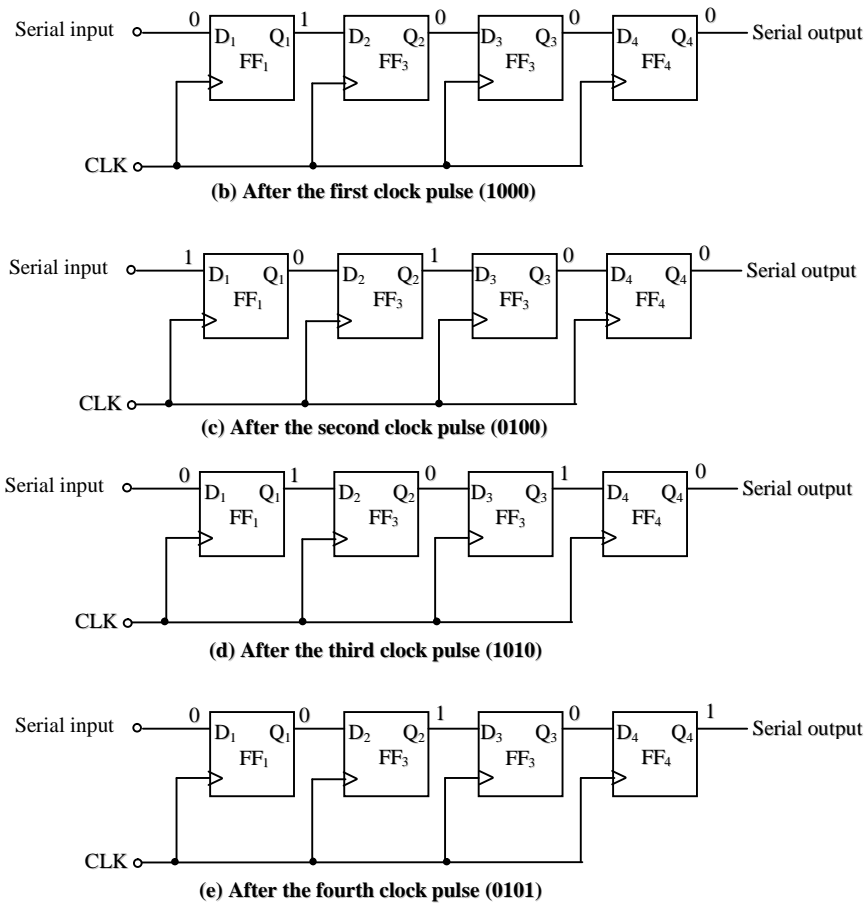 Serial input 0 D₁ Q₁ 1 D₂ Q₂ 0 D₃ Q₃ 0 D₄ Q₄ 0 Serial output
FF₁ FF₃ FF₃ FF₄
CLK
(b) After the first clock pulse (1000)
Serial input 1 D₁ Q₁ 0 D₂ Q₂ 1 D₃ Q₃ 0 D₄ Q₄ 0 Serial output
FF₁ FF₃ FF₃ FF₄
CLK
(c) After the second clock pulse (0100)
Serial input 0 D₁ Q₁ 1 D₂ Q₂ 0 D₃ Q₃ 1 D₄ Q₄ 0 Serial output
FF₁ FF₃ FF₃ FF₄
CLK
(d) After the third clock pulse (1010)
Serial input 0 D₁ Q₁ 0 D₂ Q₂ 1 D₃ Q₃ 0 D₄ Q₄ 1 Serial output
FF₁ FF₃ FF₃ FF₄
CLK
(e) After the fourth clock pulse (0101)